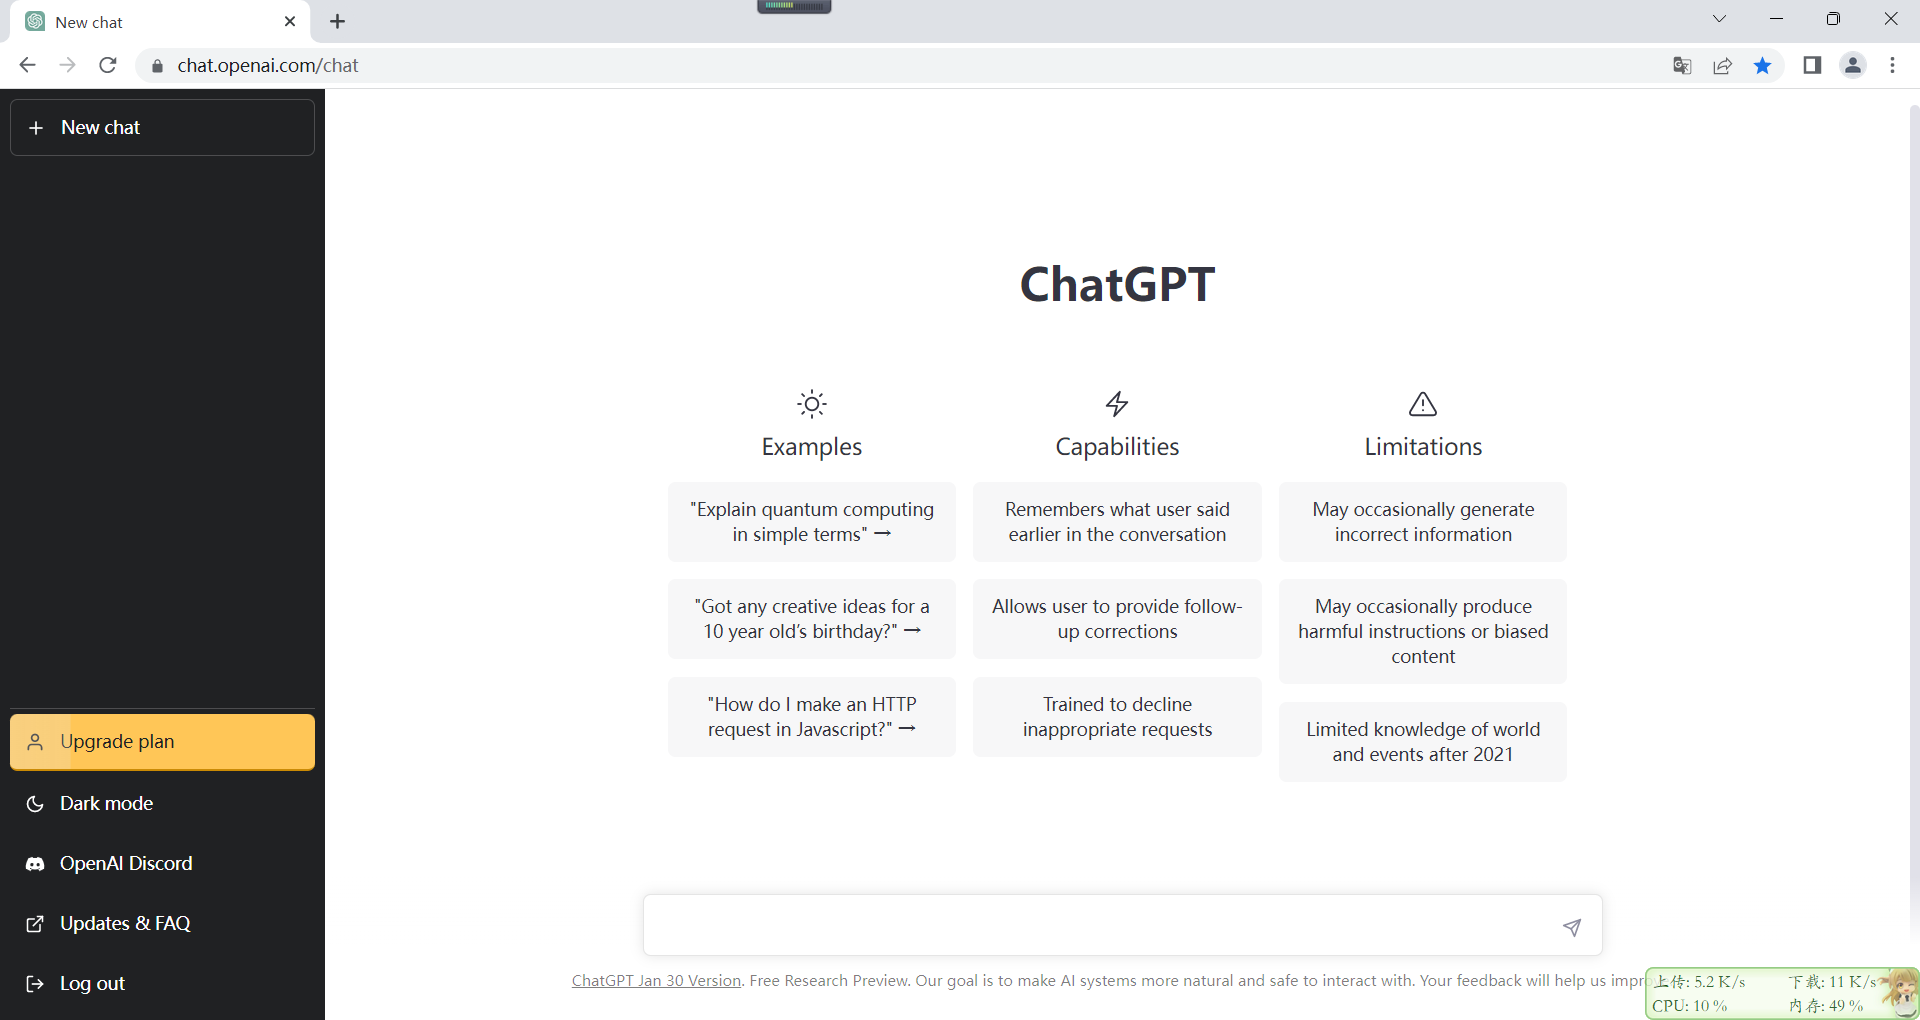 New chat
chat.openai.com/chat
New chat
Upgrade plan
Dark mode
OpenAI Discord
Updates & FAQ
Log out
ChatGPT
Examples
"Explain quantum computing
in simple terms" →
"Got any creative ideas for a
10 year old's birthday?" →
"How do I make an HTTP
request in Javascript?" →
Capabilities
Remembers what user said
earlier in the conversation
Allows user to provide follow-
up corrections
Trained to decline
inappropriate requests
Limitations
May occasionally generate
incorrect information
May occasionally produce
harmful instructions or biased
content
Limited knowledge of world
and events after 2021
ChatGPT Jan 30 Version. Free Research Preview. Our goal is to make AI systems more natural and safe to interact with. Your feedback will help us
上传: 5.2 K/s 下载: 11 K/s
CPU: 10 % 内存: 49 %